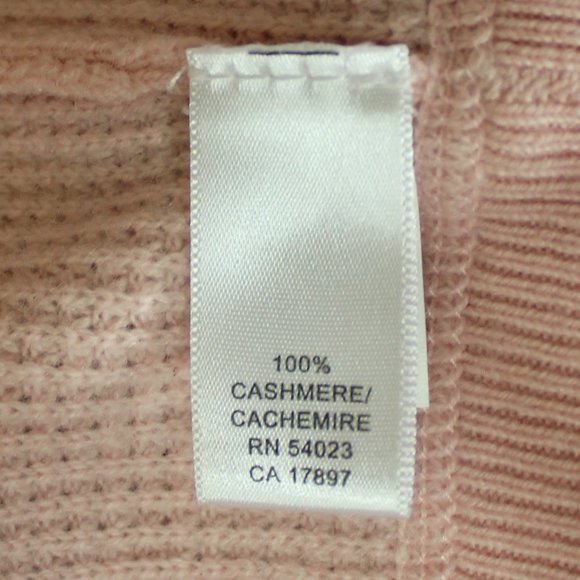 100%
CASHMERE/
CACHEMIRE
RN 54023
CA 17897